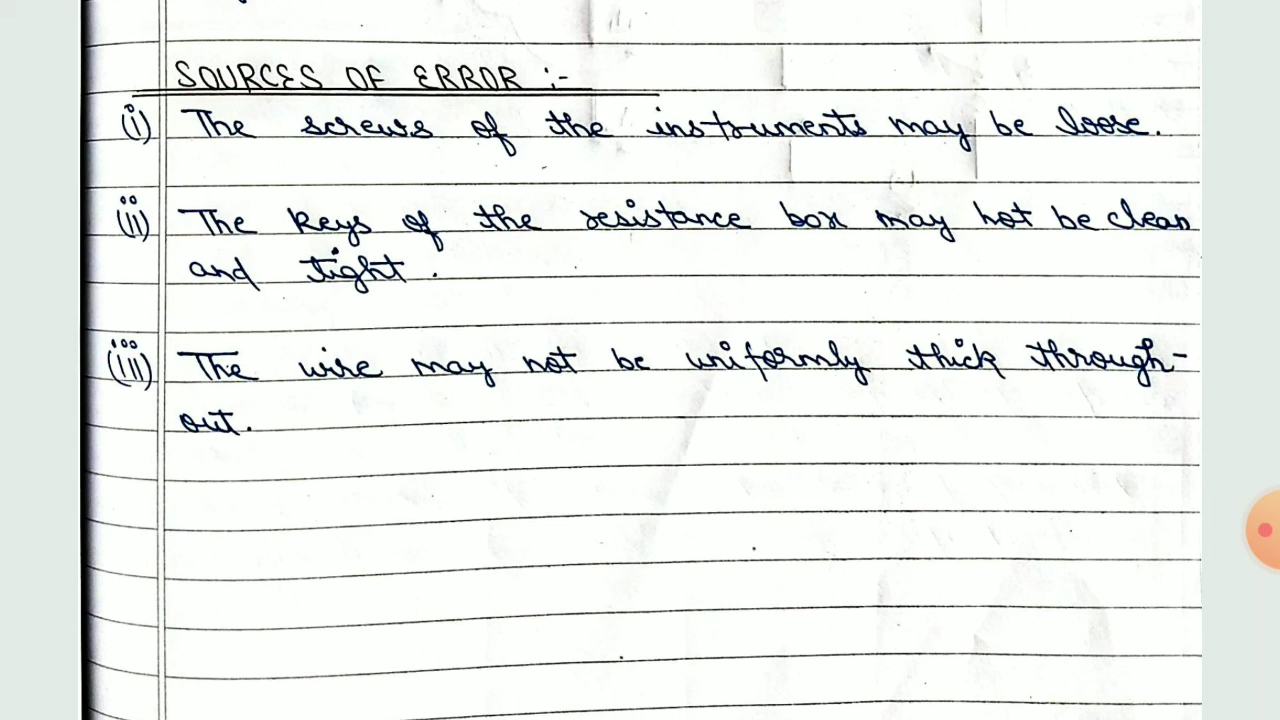 SOURCES OF ERROR :-
(i) The screws of the instruments may be loose.
(ii) The keys of the resistance box may not be clean
and tight.
(iii) The wire may not be uniformly thick through-
out.